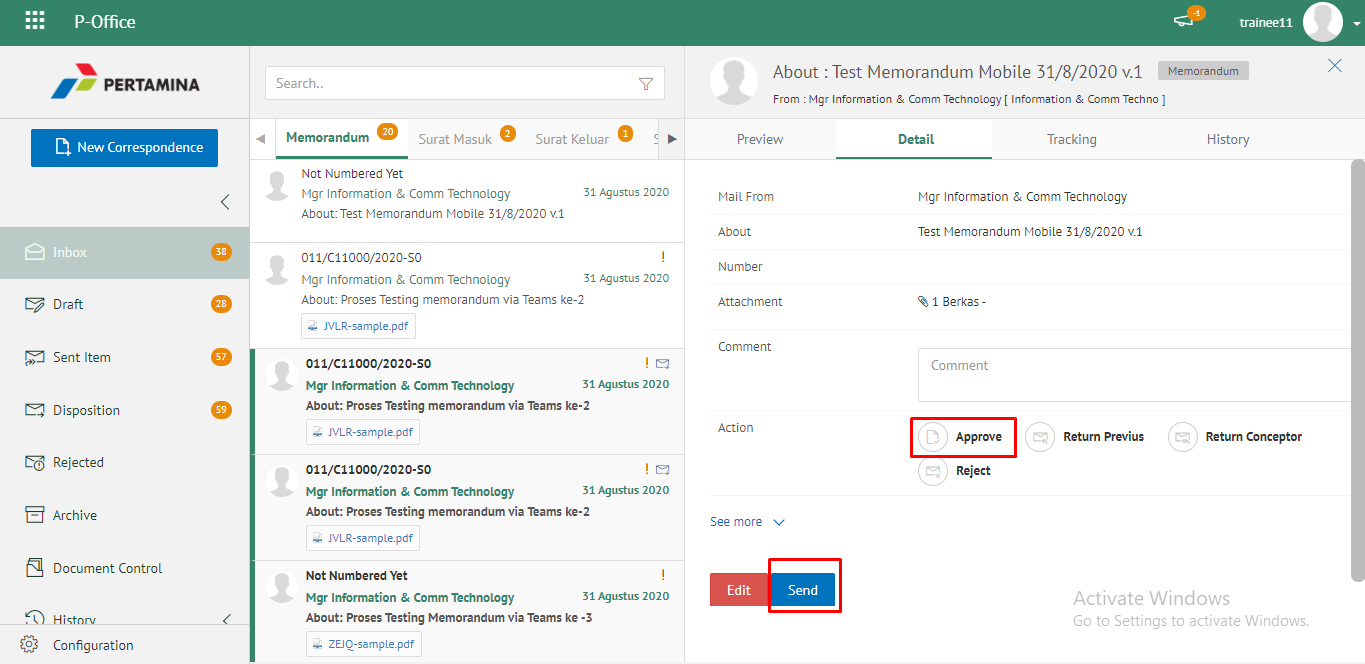 P-Office
-1
trainee11
PERTAMINA
New Correspondence
Inbox 38
Draft 28
Sent Item 57
Disposition 59
Rejected
Archive
Document Control
History
Configuration
Search..
Memorandum 20
Surat Masuk 2
Surat Keluar 1
S
Not Numbered Yet
Mgr Information & Comm Technology 31 Agustus 2020
About: Test Memorandum Mobile 31/8/2020 v.1
011/C11000/2020-S0 !
Mgr Information & Comm Technology 31 Agustus 2020
About: Proses Testing memorandum via Teams ke-2
JVLR-sample.pdf
011/C11000/2020-S0 !
Mgr Information & Comm Technology 31 Agustus 2020
About: Proses Testing memorandum via Teams ke-2
JVLR-sample.pdf
011/C11000/2020-S0 !
Mgr Information & Comm Technology 31 Agustus 2020
About: Proses Testing memorandum via Teams ke-2
JVLR-sample.pdf
Not Numbered Yet !
Mgr Information & Comm Technology 31 Agustus 2020
About: Proses Testing Memorandum via Teams ke -3
ZEJQ-sample.pdf
About : Test Memorandum Mobile 31/8/2020 v.1 Memorandum
From : Mgr Information & Comm Technology [ Information & Comm Techno ]
Preview Detail Tracking History
Mail From Mgr Information & Comm Technology
About Test Memorandum Mobile 31/8/2020 v.1
Number
Attachment 1 Berkas -
Comment
Comment
Action Approve Return Previus Return Conceptor
Reject
See more
Edit Send
Activate Windows
Go to Settings to activate Windows.